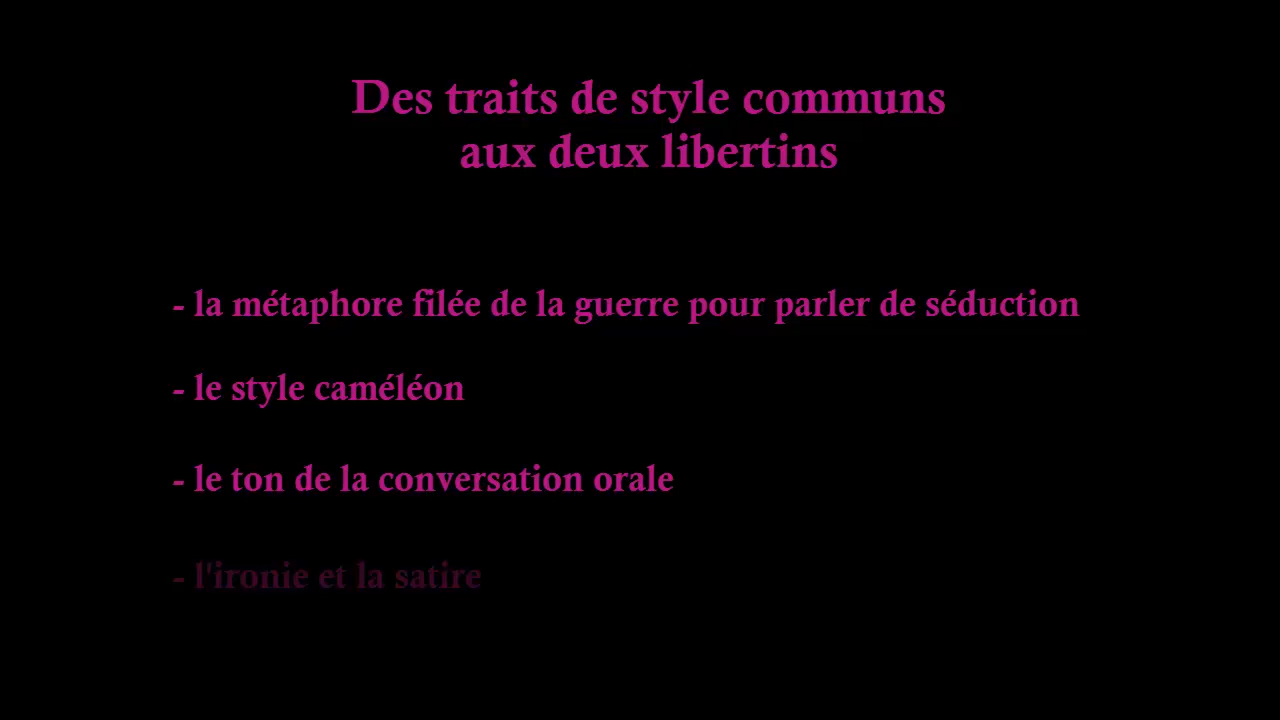 Des traits de style communs
aux deux libertins
- la métaphore filée de la guerre pour parler de séduction
- le style caméléon
- le ton de la conversation orale
- l'ironie et la satire